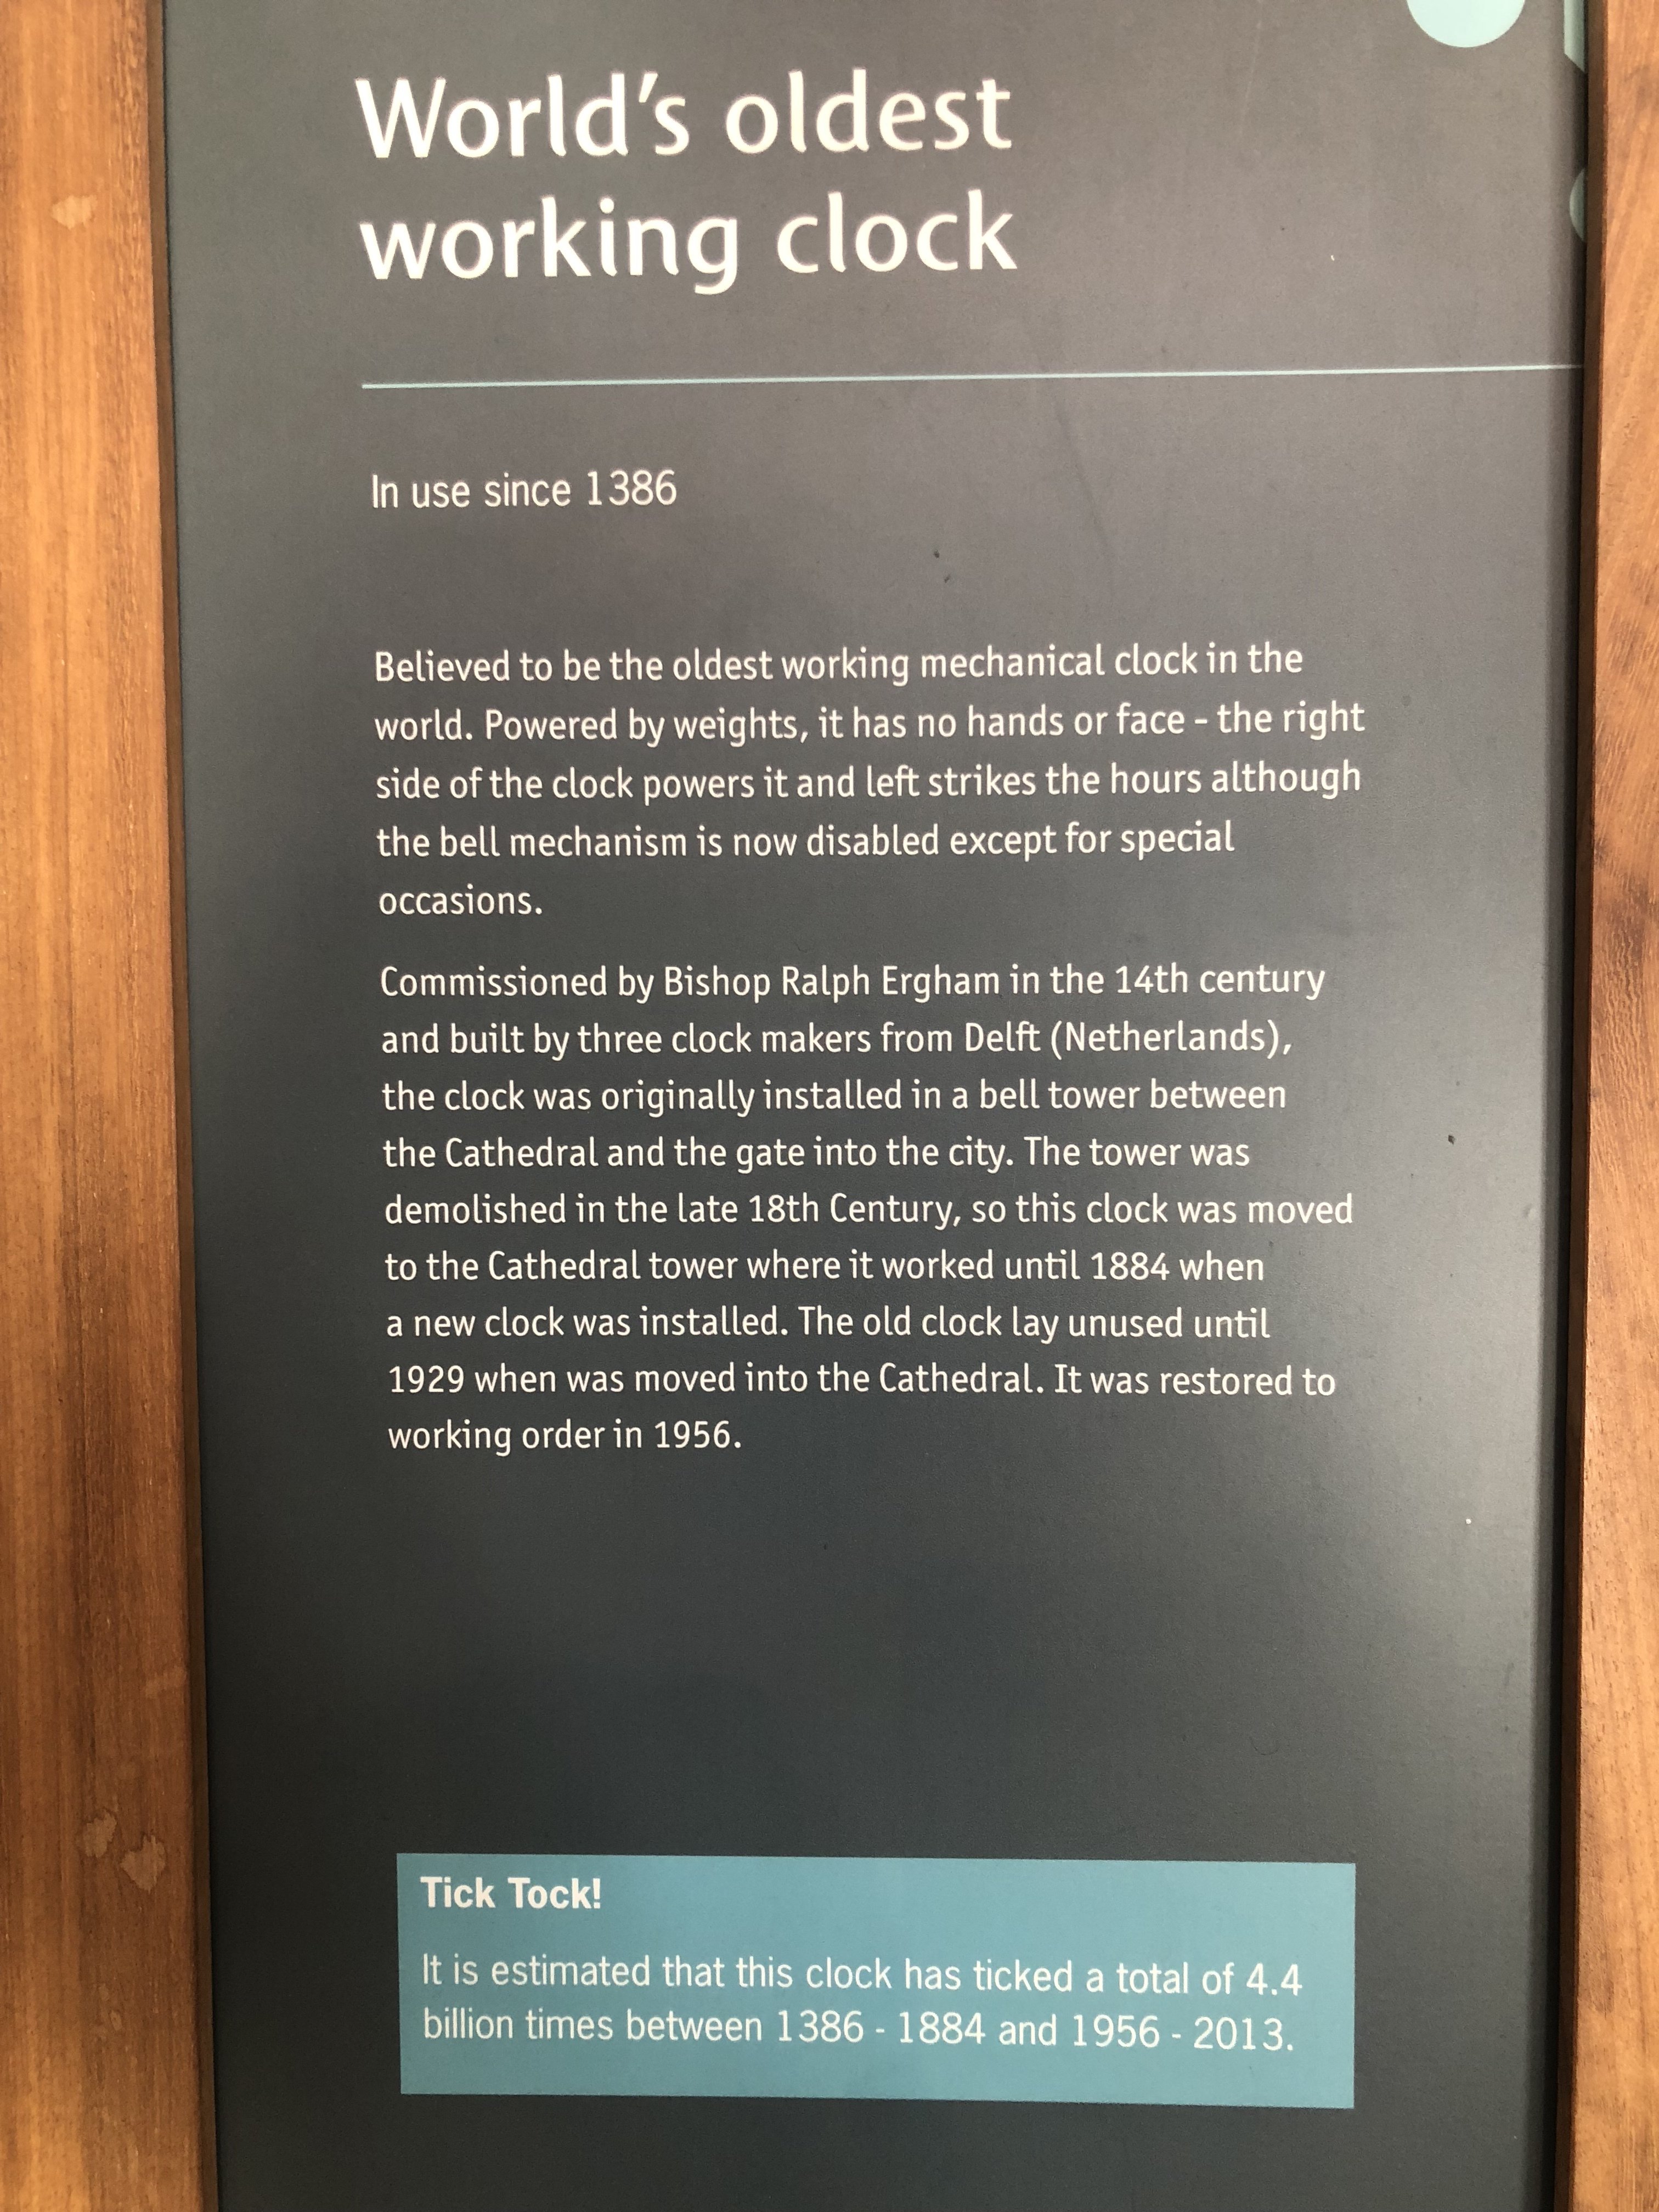 World's oldest
working clock
In use since 1386
Believed to be the oldest working mechanical clock in the
world. Powered by weights, it has no hands or face - the right
side of the clock powers it and left strikes the hours although
the bell mechanism is now disabled except for special
occasions.
Commissioned by Bishop Ralph Ergham in the 14th century
and built by three clock makers from Delft (Netherlands),
the clock was originally installed in a bell tower between
the Cathedral and the gate into the city. The tower was
demolished in the late 18th Century, so this clock was moved
to the Cathedral tower where it worked until 1884 when
a new clock was installed. The old clock lay unused until
1929 when was moved into the Cathedral. It was restored to
working order in 1956.
Tick Tock!
It is estimated that this clock has ticked a total of 4.4
billion times between 1386 - 1884 and 1956 - 2013.